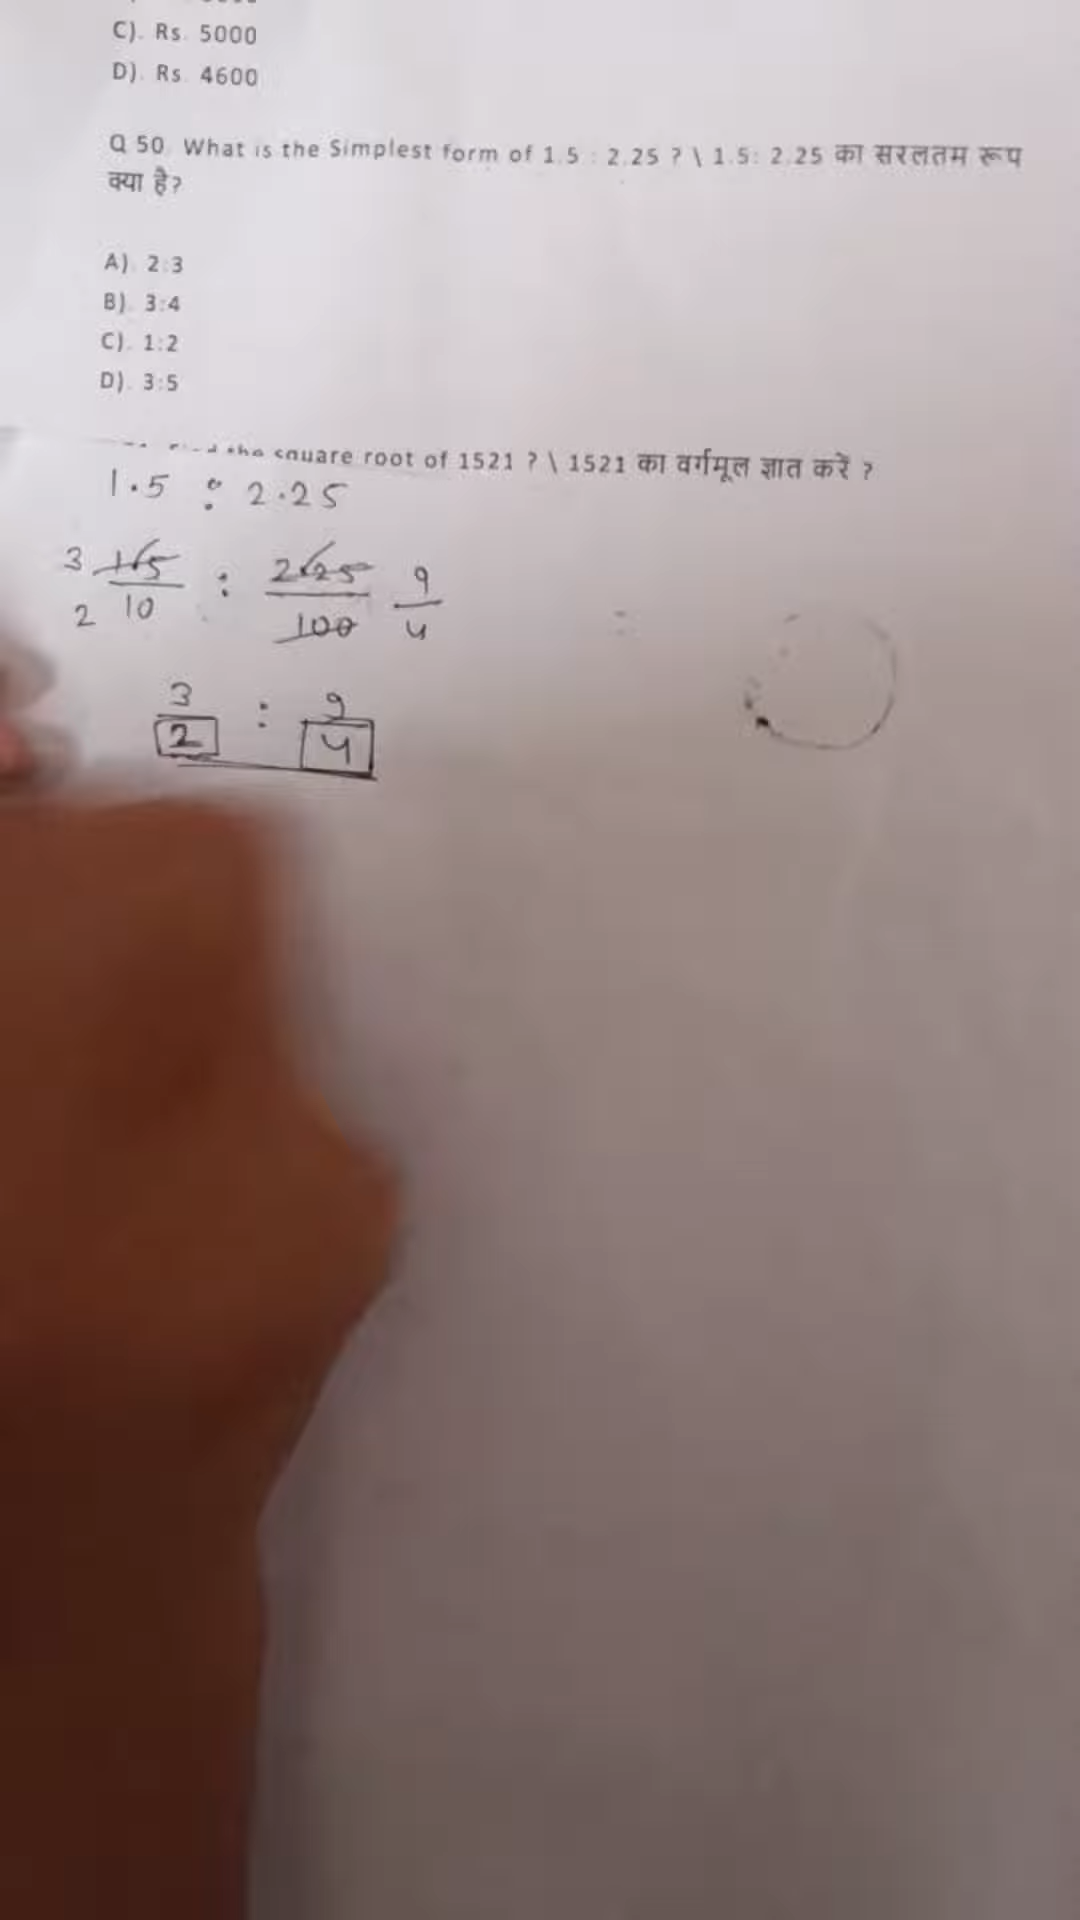 C). Rs. 5000
D). Rs. 4600
Q 50. What is the Simplest form of 1.5 : 2.25 ? \ 1.5: 2.25 का सरलतम रूप
क्या है?
A). 2:3
B). 3:4
C). 1:2
D). 3:5
the square root of 1521 ? \ 1521 का वर्गमूल ज्ञात करें ?
1.5 : 2.25
3 15 : 225 9
2 10 100 4
3 : 9
2 4